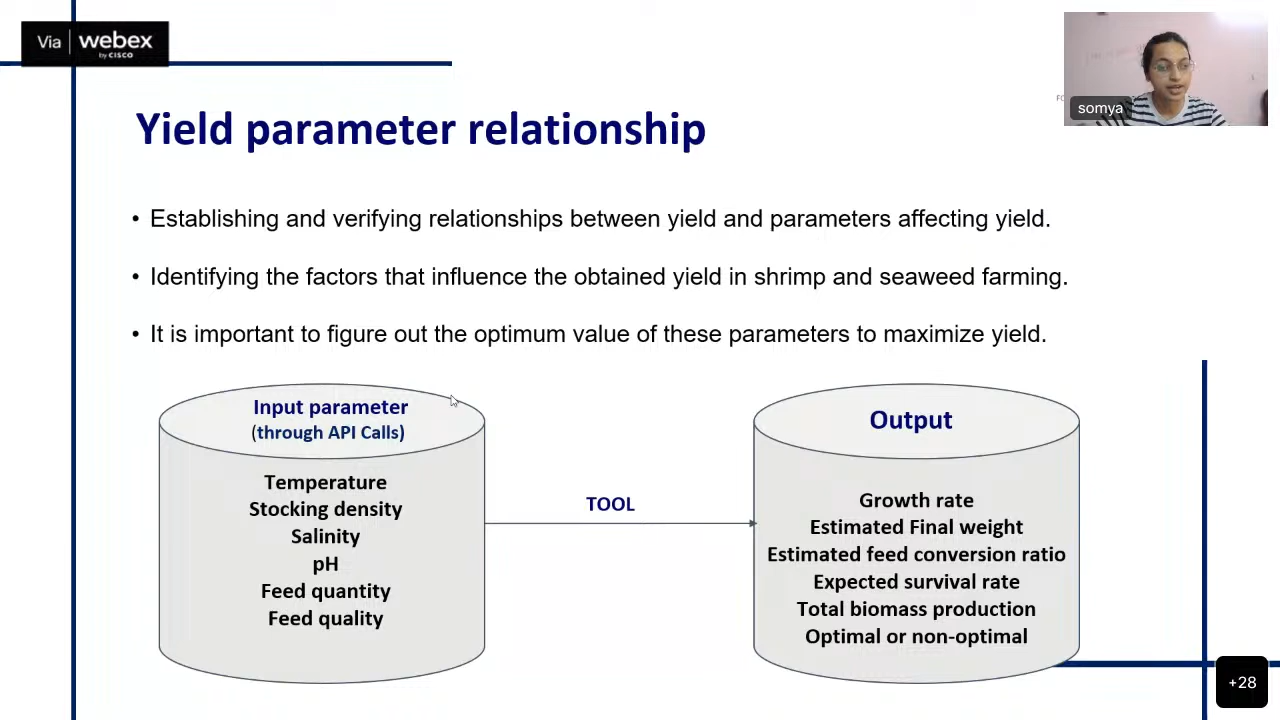 Via | webex
by CISCO
somya
Yield parameter relationship
• Establishing and verifying relationships between yield and parameters affecting yield.
• Identifying the factors that influence the obtained yield in shrimp and seaweed farming.
• It is important to figure out the optimum value of these parameters to maximize yield.
Input parameter
(through API Calls)
Temperature
Stocking density
Salinity
pH
Feed quantity
Feed quality
TOOL
Output
Growth rate
Estimated Final weight
Estimated feed conversion ratio
Expected survival rate
Total biomass production
Optimal or non-optimal
+28